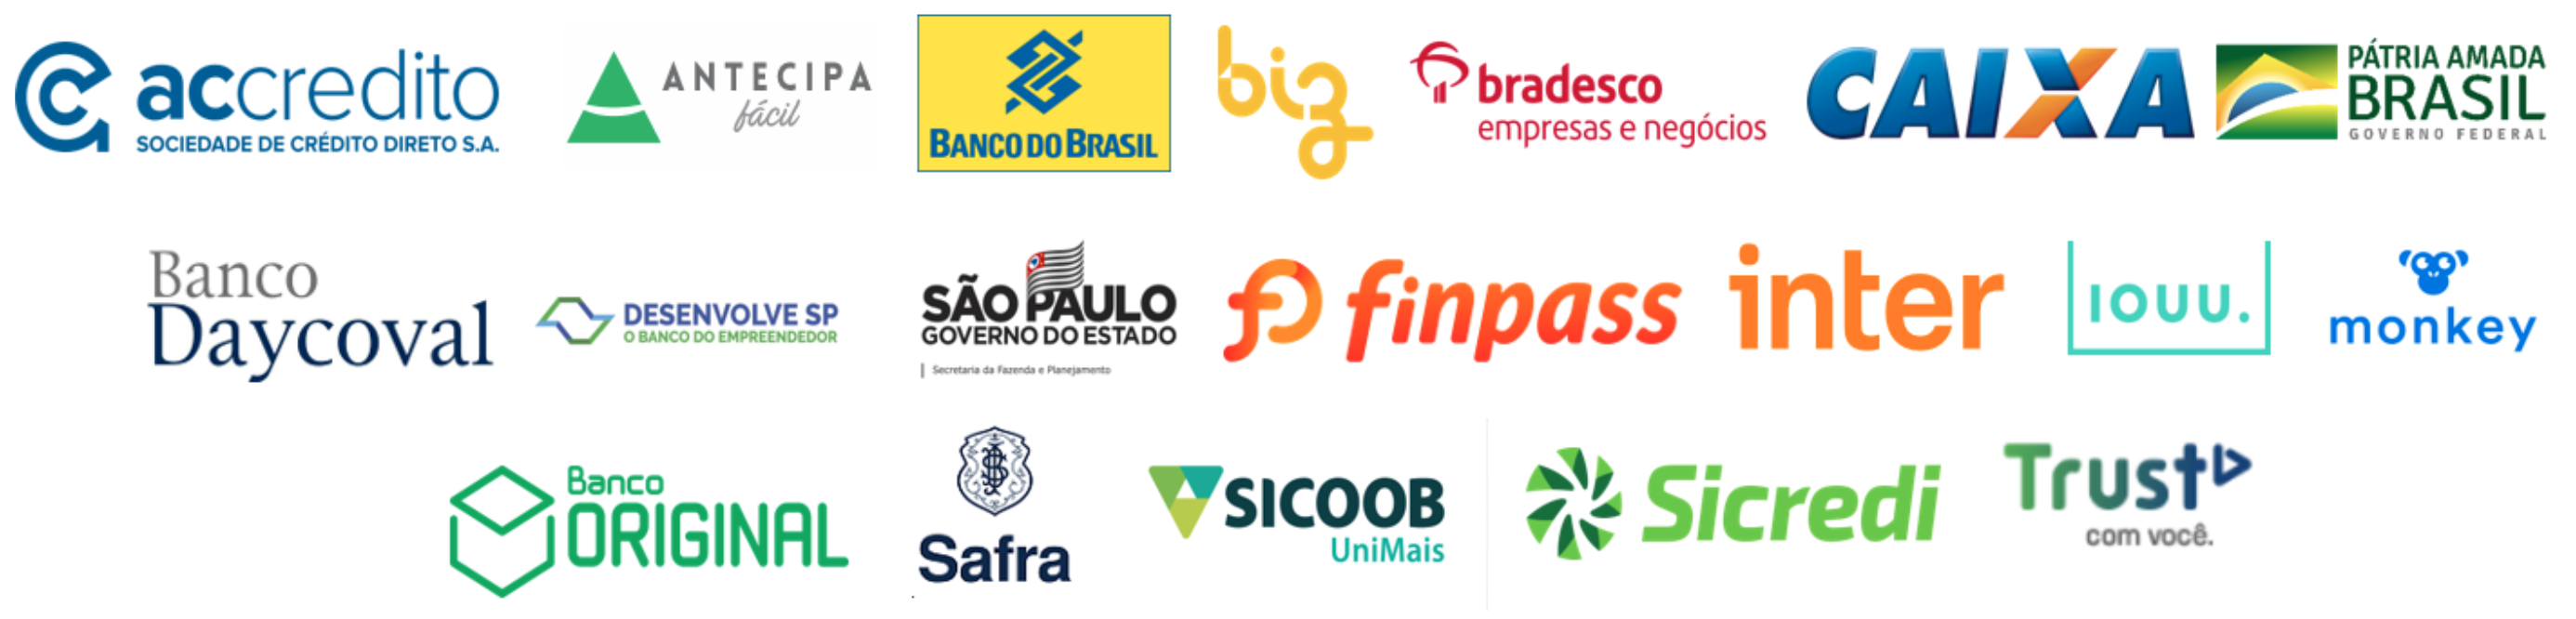 accredito
SOCIEDADE DE CRÉDITO DIRETO S.A.
ANTECIPA
fácil
BANCO DO BRASIL
biz
bradesco
empresas e negócios
CAIXA
PÁTRIA AMADA
BRASIL
GOVERNO FEDERAL
Banco
Daycoval
DESENVOLVE SP
O BANCO DO EMPREENDEDOR
SÃO PAULO
GOVERNO DO ESTADO
Secretaria da Fazenda e Planejamento
finpass
inter
IOUU.
monkey
Banco
ORIGINAL
Safra
SICOOB
UniMais
Sicredi
Trust
com você.